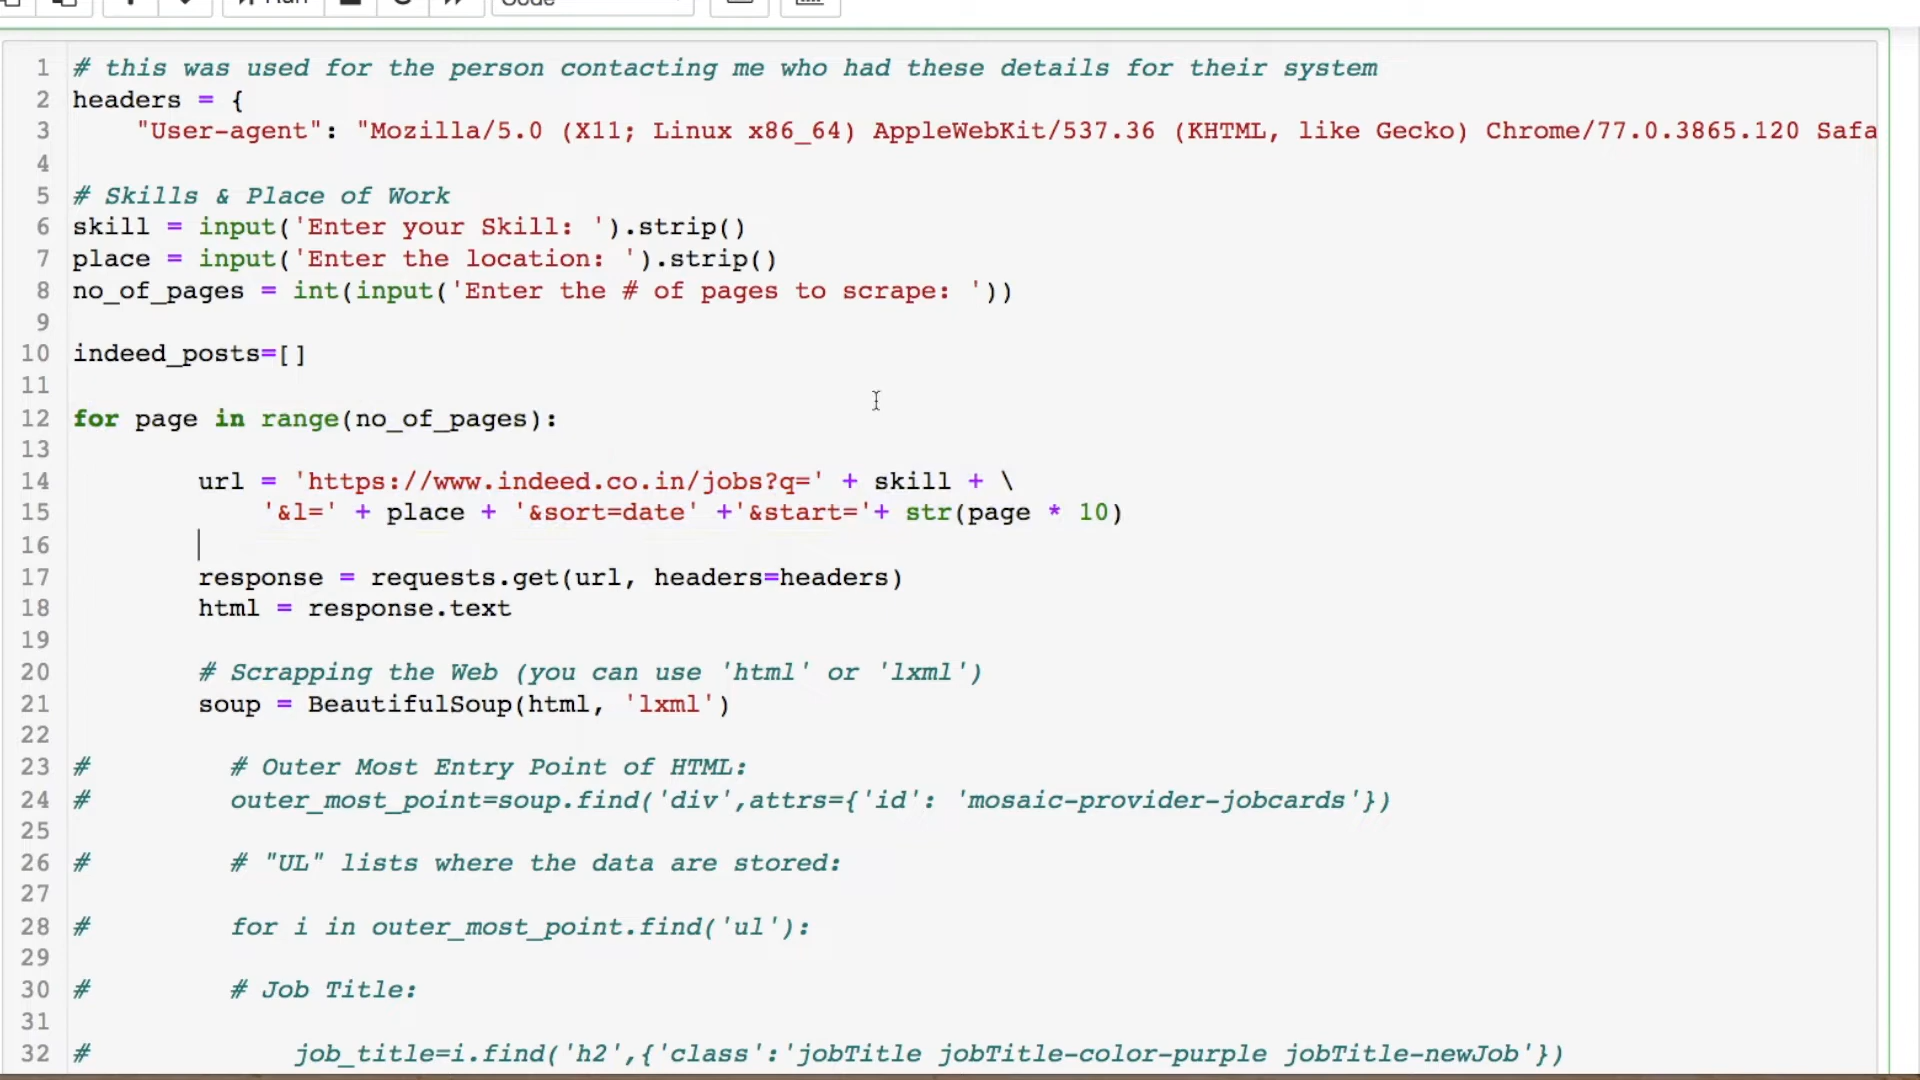 Code
1 # this was used for the person contacting me who had these details for their system
2 headers = {
3 "User-agent": "Mozilla/5.0 (X11; Linux x86_64) AppleWebKit/537.36 (KHTML, like Gecko) Chrome/77.0.3865.120 Safa
4
5 # Skills & Place of Work
6 skill = input('Enter your Skill: ').strip()
7 place = input('Enter the location: ').strip()
8 no_of_pages = int(input('Enter the # of pages to scrape: '))
9
10 indeed_posts=[]
11
12 for page in range(no_of_pages):
13
14 url = 'https://www.indeed.co.in/jobs?q=' + skill + \
15 '&l=' + place + '&sort=date' +'&start='+ str(page * 10)
16
17 response = requests.get(url, headers=headers)
18 html = response.text
19
20 # Scrapping the Web (you can use 'html' or 'lxml')
21 soup = BeautifulSoup(html, 'lxml')
22
23 # # Outer Most Entry Point of HTML:
24 # outer_most_point=soup.find('div',attrs={'id': 'mosaic-provider-jobcards'})
25
26 # # "UL" lists where the data are stored:
27
28 # for i in outer_most_point.find('ul'):
29
30 # # Job Title:
31
32 # job_title=i.find('h2',{'class':'jobTitle jobTitle-color-purple jobTitle-newJob'})